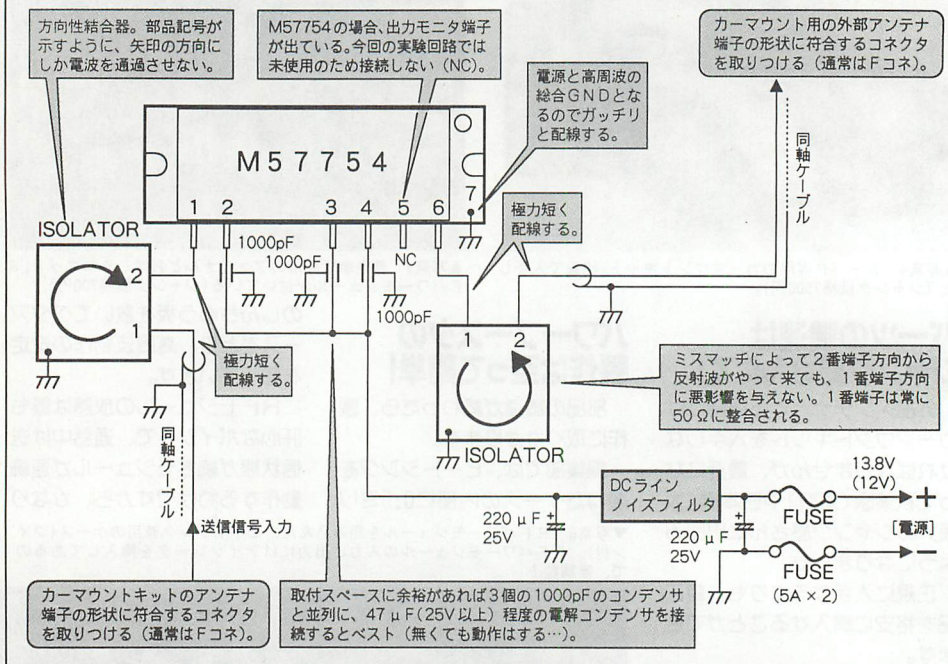 方向性結合器。部品記号が
示すように、矢印の方向に
しか電波を通過させない。
M57754の場合、出力モニタ端子
が出ている。今回の実験回路では
未使用のため接続しない（NC）。
カーマウント用の外部アンテナ
端子の形状に符合するコネクタ
を取りつける（通常はFコネ）。
電源と高周波の
総合GNDとな
るのでガッチリ
と配線する。
同軸ケーブル
M57754
1 2 3 4 5 6 7
ISOLATOR
2
1
1000pF
1000pF
1000pF
NC
極力短く
配線する。
極力短く
配線する。
1 2
ISOLATOR
ミスマッチによって2番端子方向から
反射波がやって来ても、1番端子方向
に悪影響を与えない。1番端子は常に
50Ωに整合される。
同軸ケーブル
送信信号入力
220μF
25V
+
DCライン
ノイズフィルタ
220μF
25V
13.8V
(12V)
FUSE
+
[電源]
−
FUSE
(5A×2)
カーマウントキットのアンテナ
端子の形状に符合するコネクタ
を取りつける（通常はFコネ）。
取付スペースに余裕があれば3個の1000pFのコンデンサ
と並列に、47μF(25V以上）程度の電解コンデンサを接
続するとベスト（無くても動作はする…）。